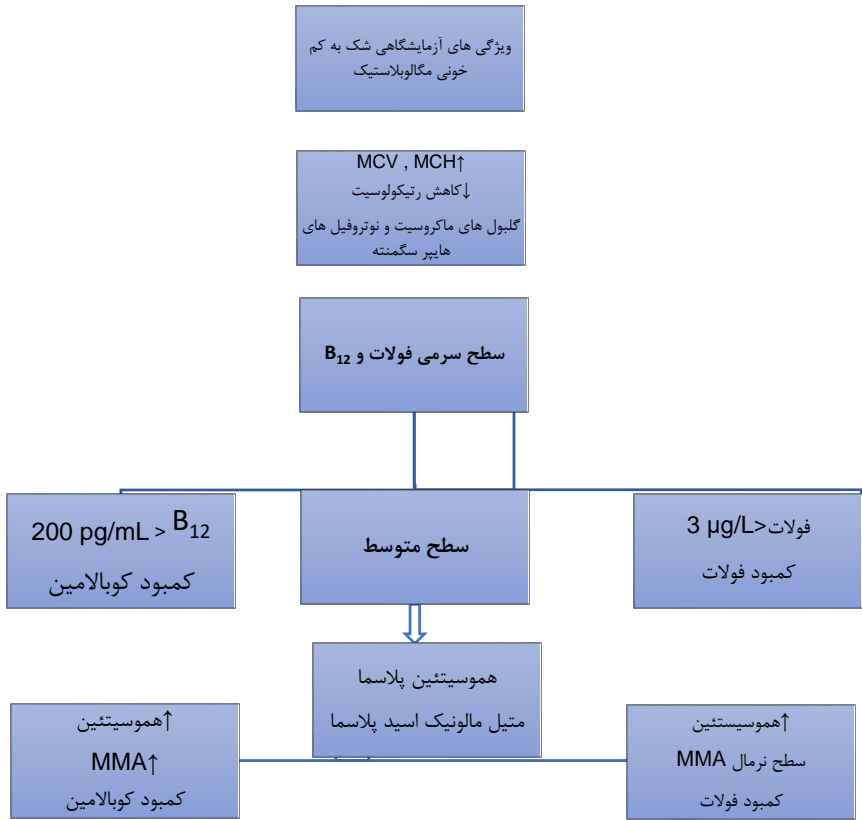 ویژگی های آزمایشگاهی شک به کم
خونی مگالوبلاستیک
MCV , MCH↑
↓کاهش رتیکولوسیت
گلبول های ماکروسیت و نوتروفیل های
هایپر سگمنته
سطح سرمی فولات و B₁₂
فولات<3 µg/L
کمبود فولات
سطح متوسط
200 pg/mL > B₁₂
کمبود کوبالامین
هموسیتئین پلاسما
متیل مالونیک اسید پلاسما
↑هموسیستئین
سطح نرمال MMA
کمبود فولات
↑هموسیتئین
MMA↑
کمبود کوبالامین